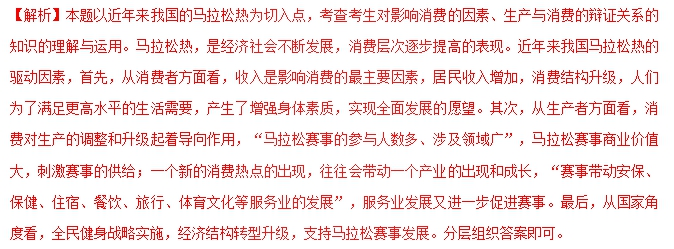 【解析】本题以近年来我国的马拉松热为切入点，考查考生对影响消费的因素、生产与消费的辩证关系的
知识的理解与运用。马拉松热，是经济社会不断发展，消费层次逐步提高的表现。近年来我国马拉松热的
驱动因素，首先，从消费者方面看，收入是影响消费的最主要因素，居民收入增加，消费结构升级，人们
为了满足更高水平的生活需要，产生了增强身体素质，实现全面发展的愿望。其次，从生产者方面看，消
费对生产的调整和升级起着导向作用，“马拉松赛事的参与人数多、涉及领域广”，马拉松赛事商业价值
大，刺激赛事的供给；一个新的消费热点的出现，往往会带动一个产业的出现和成长，“赛事带动安保、
保健、住宿、餐饮、旅行、体育文化等服务业的发展”，服务业发展又进一步促进赛事。最后，从国家角
度看，全民健身战略实施，经济结构转型升级，支持马拉松赛事发展。分层组织答案即可。